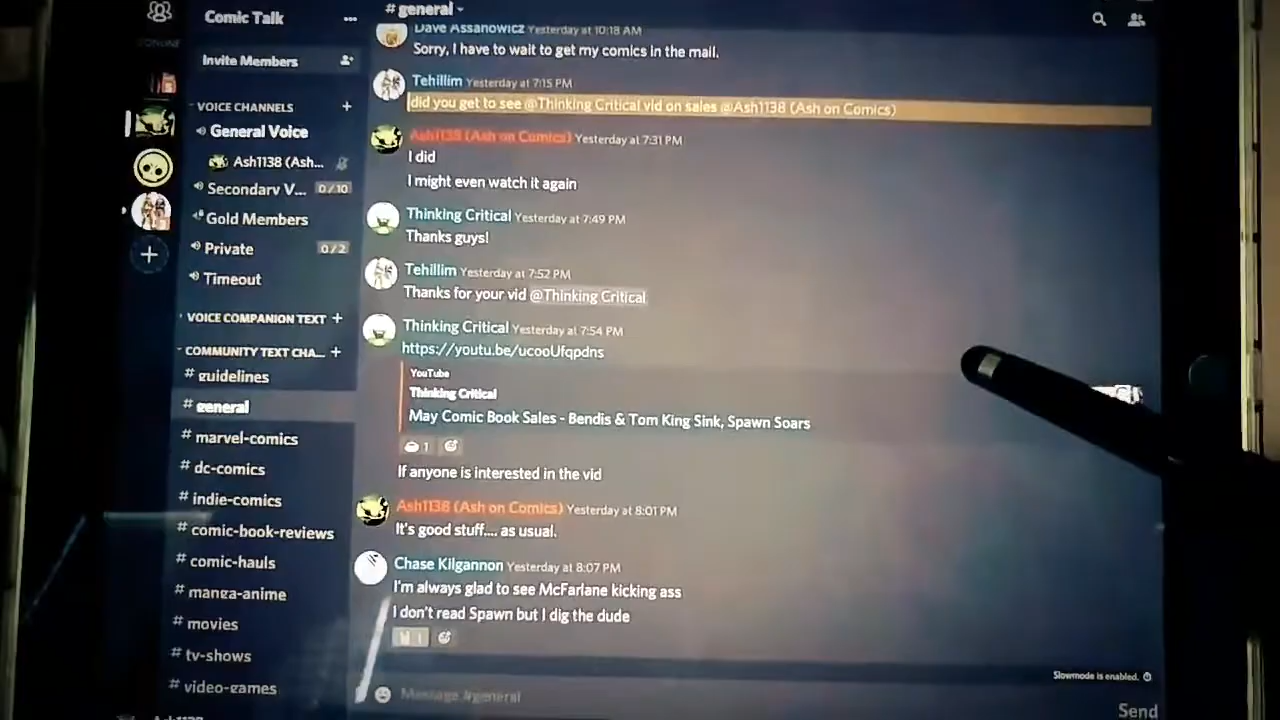 Comic Talk
Invite Members
VOICE CHANNELS
General Voice
Ash1138 (Ash...
Secondary V... 0/10
Gold Members
Private 0/2
Timeout
VOICE COMPANION TEXT
COMMUNITY TEXT CHA...
# guidelines
# general
# marvel-comics
# dc-comics
# indie-comics
# comic-book-reviews
# comic-hauls
# manga-anime
# movies
# tv-shows
# video-games
# general
Dave Assanowicz Yesterday at 10:18 AM
Sorry, I have to wait to get my comics in the mail.
Tehillim Yesterday at 7:15 PM
did you get to see @Thinking Critical vid on sales @Ash1138 (Ash on Comics)
Ash1138 (Ash on Comics) Yesterday at 7:31 PM
I did
I might even watch it again
Thinking Critical Yesterday at 7:49 PM
Thanks guys!
Tehillim Yesterday at 7:52 PM
Thanks for your vid @Thinking Critical
Thinking Critical Yesterday at 7:54 PM
https://youtu.be/ucooUfqpdns
YouTube
Thinking Critical
May Comic Book Sales - Bendis & Tom King Sink, Spawn Soars
1
If anyone is interested in the vid
Ash1138 (Ash on Comics) Yesterday at 8:01 PM
It's good stuff.... as usual.
Chase Kilgannon Yesterday at 8:07 PM
I'm always glad to see McFarlane kicking ass
I don't read Spawn but I dig the dude
1
Slowmode is enabled.
Message #general
Send